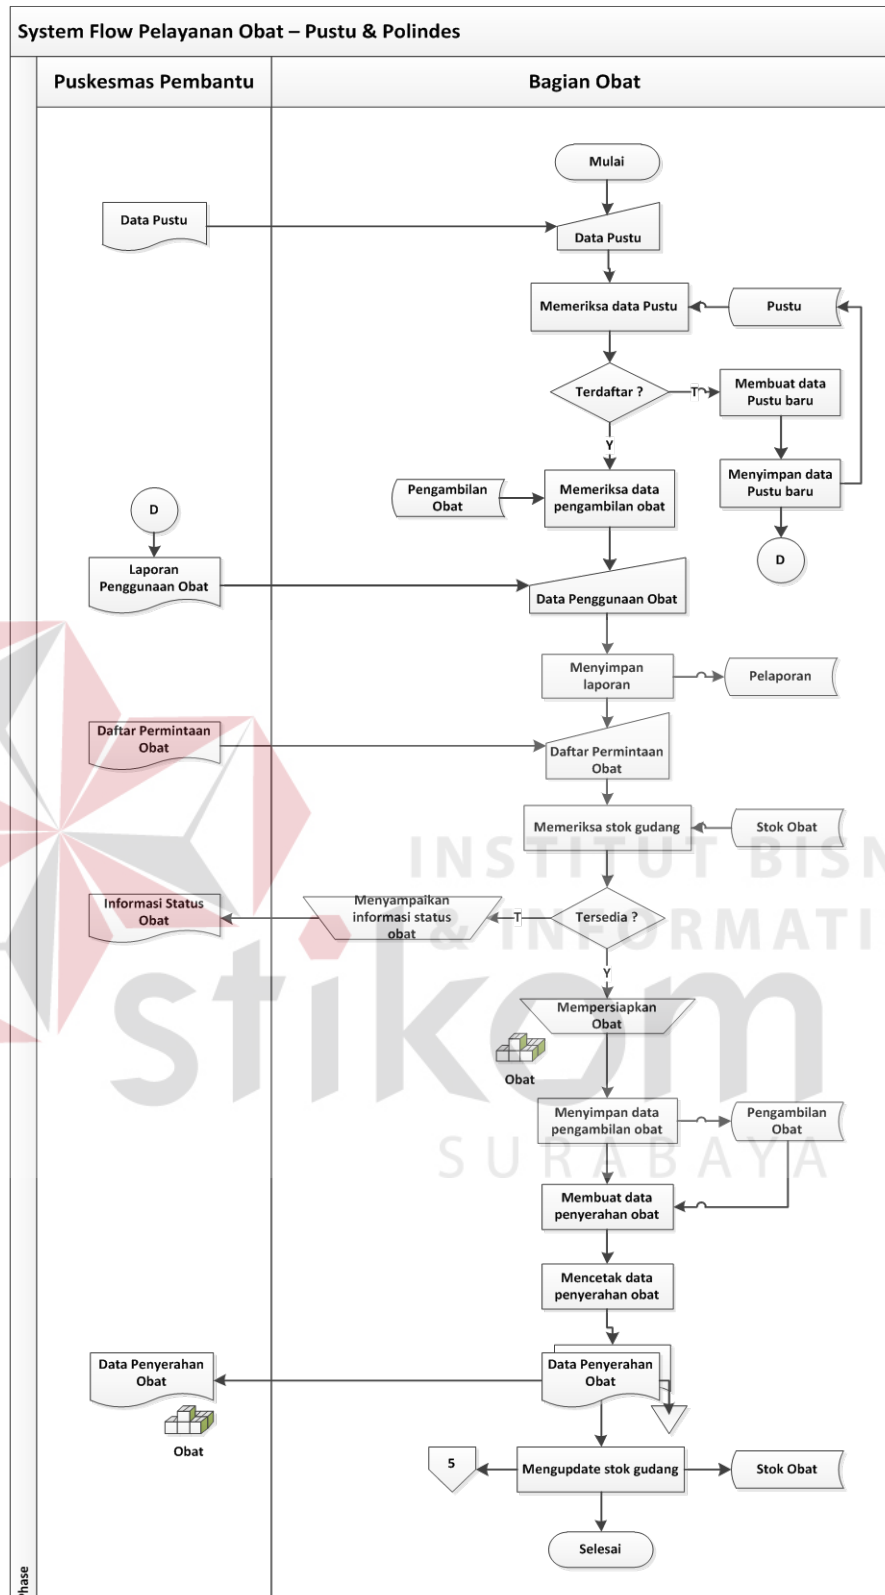 System Flow Pelayanan Obat – Pustu & Polindes
Puskesmas Pembantu
Bagian Obat
Mulai
Data Pustu
Data Pustu
Memeriksa data Pustu
Pustu
Terdaftar ?
T
Membuat data
Pustu baru
Y
Menyimpan data
Pustu baru
Pengambilan
Obat
Memeriksa data
pengambilan obat
D
D
Laporan
Penggunaan Obat
Data Penggunaan Obat
Menyimpan
laporan
Pelaporan
Daftar Permintaan
Obat
Daftar Permintaan
Obat
Memeriksa stok gudang
Stok Obat
INSTITUT BISN
Informasi Status
Obat
Menyampaikan
informasi status
obat
T
Tersedia ?
& INFORMATI
Y
stikom
Mempersiapkan
Obat
Obat
Menyimpan data
pengambilan obat
Pengambilan
Obat
SURABAYA
Membuat data
penyerahan obat
Mencetak data
penyerahan obat
Data Penyerahan
Obat
Data Penyerahan
Obat
Obat
5
Mengupdate stok gudang
Stok Obat
Selesai
Phase